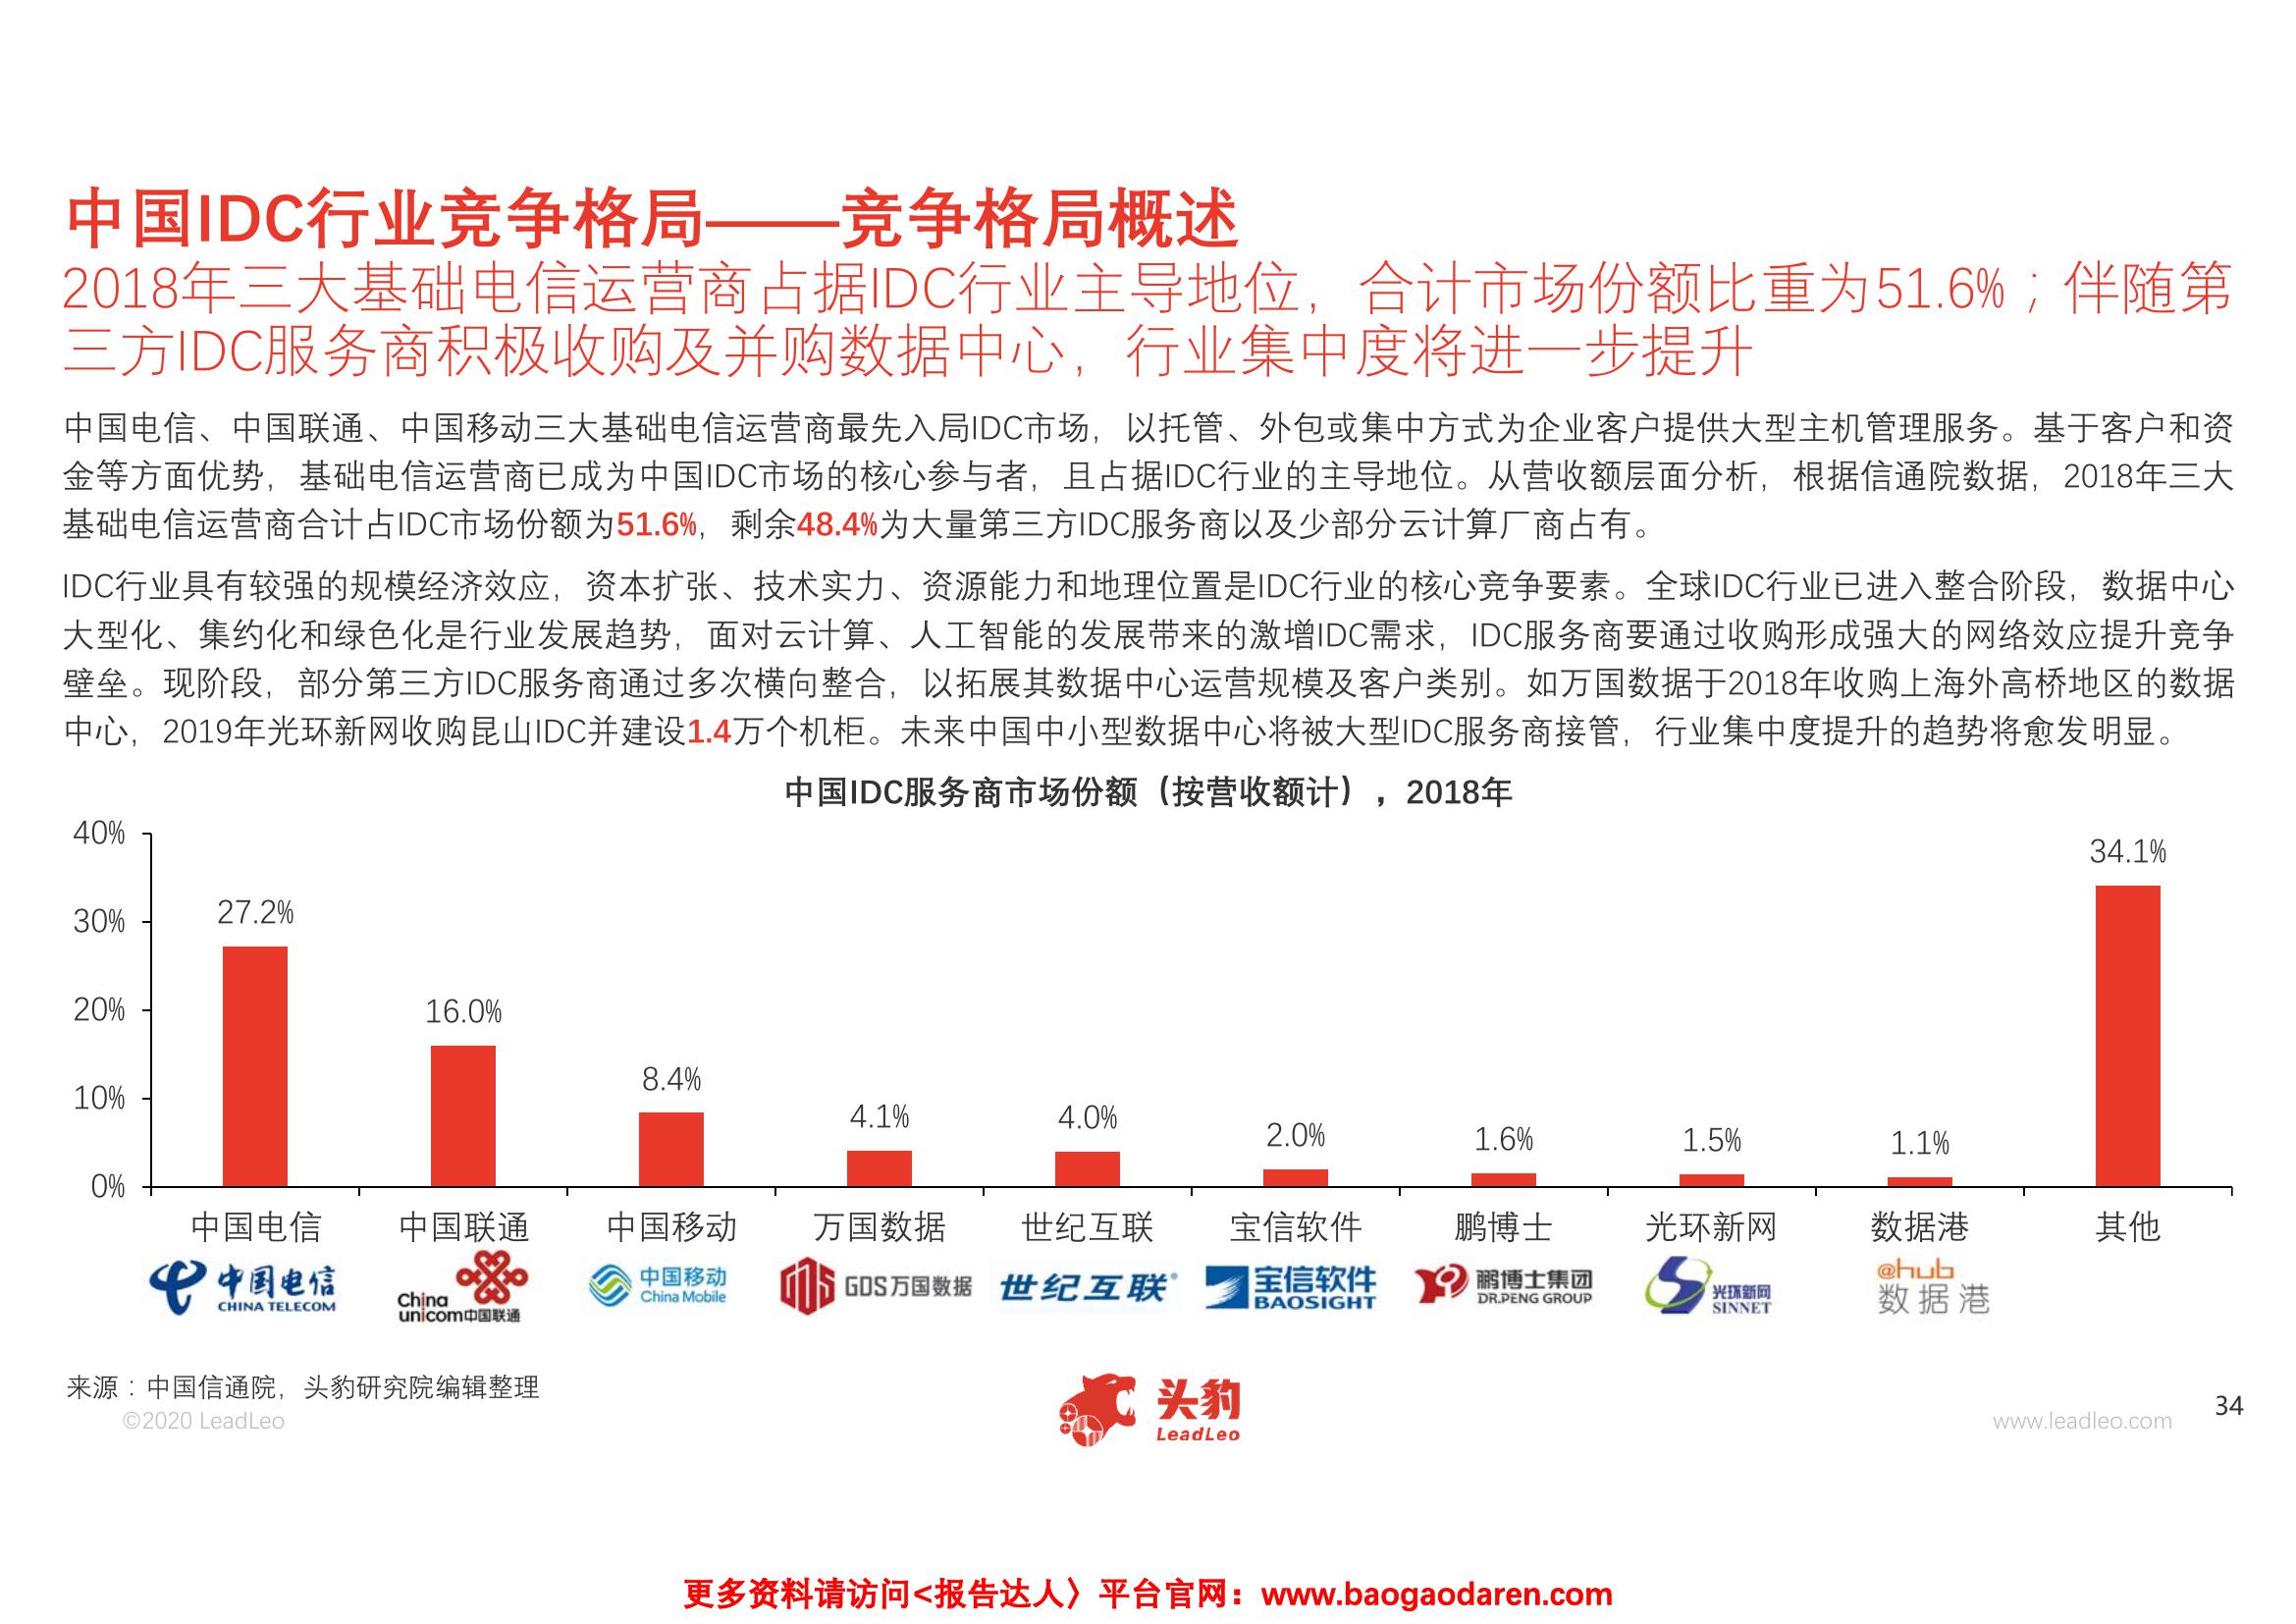 中国IDC行业竞争格局——竞争格局概述
2018年三大基础电信运营商占据IDC行业主导地位，合计市场份额比重为51.6%；伴随第
三方IDC服务商积极收购及并购数据中心，行业集中度将进一步提升
中国电信、中国联通、中国移动三大基础电信运营商最先入局IDC市场，以托管、外包或集中方式为企业客户提供大型主机管理服务。基于客户和资
金等方面优势，基础电信运营商已成为中国IDC市场的核心参与者，且占据IDC行业的主导地位。从营收额层面分析，根据信通院数据，2018年三大
基础电信运营商合计占IDC市场份额为51.6%，剩余48.4%为大量第三方IDC服务商以及少部分云计算厂商占有。
IDC行业具有较强的规模经济效应，资本扩张、技术实力、资源能力和地理位置是IDC行业的核心竞争要素。全球IDC行业已进入整合阶段，数据中心
大型化、集约化和绿色化是行业发展趋势，面对云计算、人工智能的发展带来的激增IDC需求，IDC服务商要通过收购形成强大的网络效应提升竞争
壁垒。现阶段，部分第三方IDC服务商通过多次横向整合，以拓展其数据中心运营规模及客户类别。如万国数据于2018年收购上海外高桥地区的数据
中心，2019年光环新网收购昆山IDC并建设1.4万个机柜。未来中国中小型数据中心将被大型IDC服务商接管，行业集中度提升的趋势将愈发明显。
中国IDC服务商市场份额（按营收额计），2018年
40%
30%
20%
10%
0%
27.2%
16.0%
8.4%
4.1%
4.0%
2.0%
1.6%
1.5%
1.1%
34.1%
中国电信 中国联通 中国移动 万国数据 世纪互联 宝信软件 鹏博士 光环新网 数据港 其他
中国电信
CHINA TELECOM
China
unicom中国联通
中国移动
China Mobile
GDS万国数据
世纪互联®
宝信软件
BAOSIGHT
鹏博士集团
DR.PENG GROUP
光环新网
SINNET
@hub
数据港
来源：中国信通院，头豹研究院编辑整理
©2020 LeadLeo
头豹
LeadLeo
www.leadleo.com
34
更多资料请访问<报告达人〉平台官网：www.baogaodaren.com